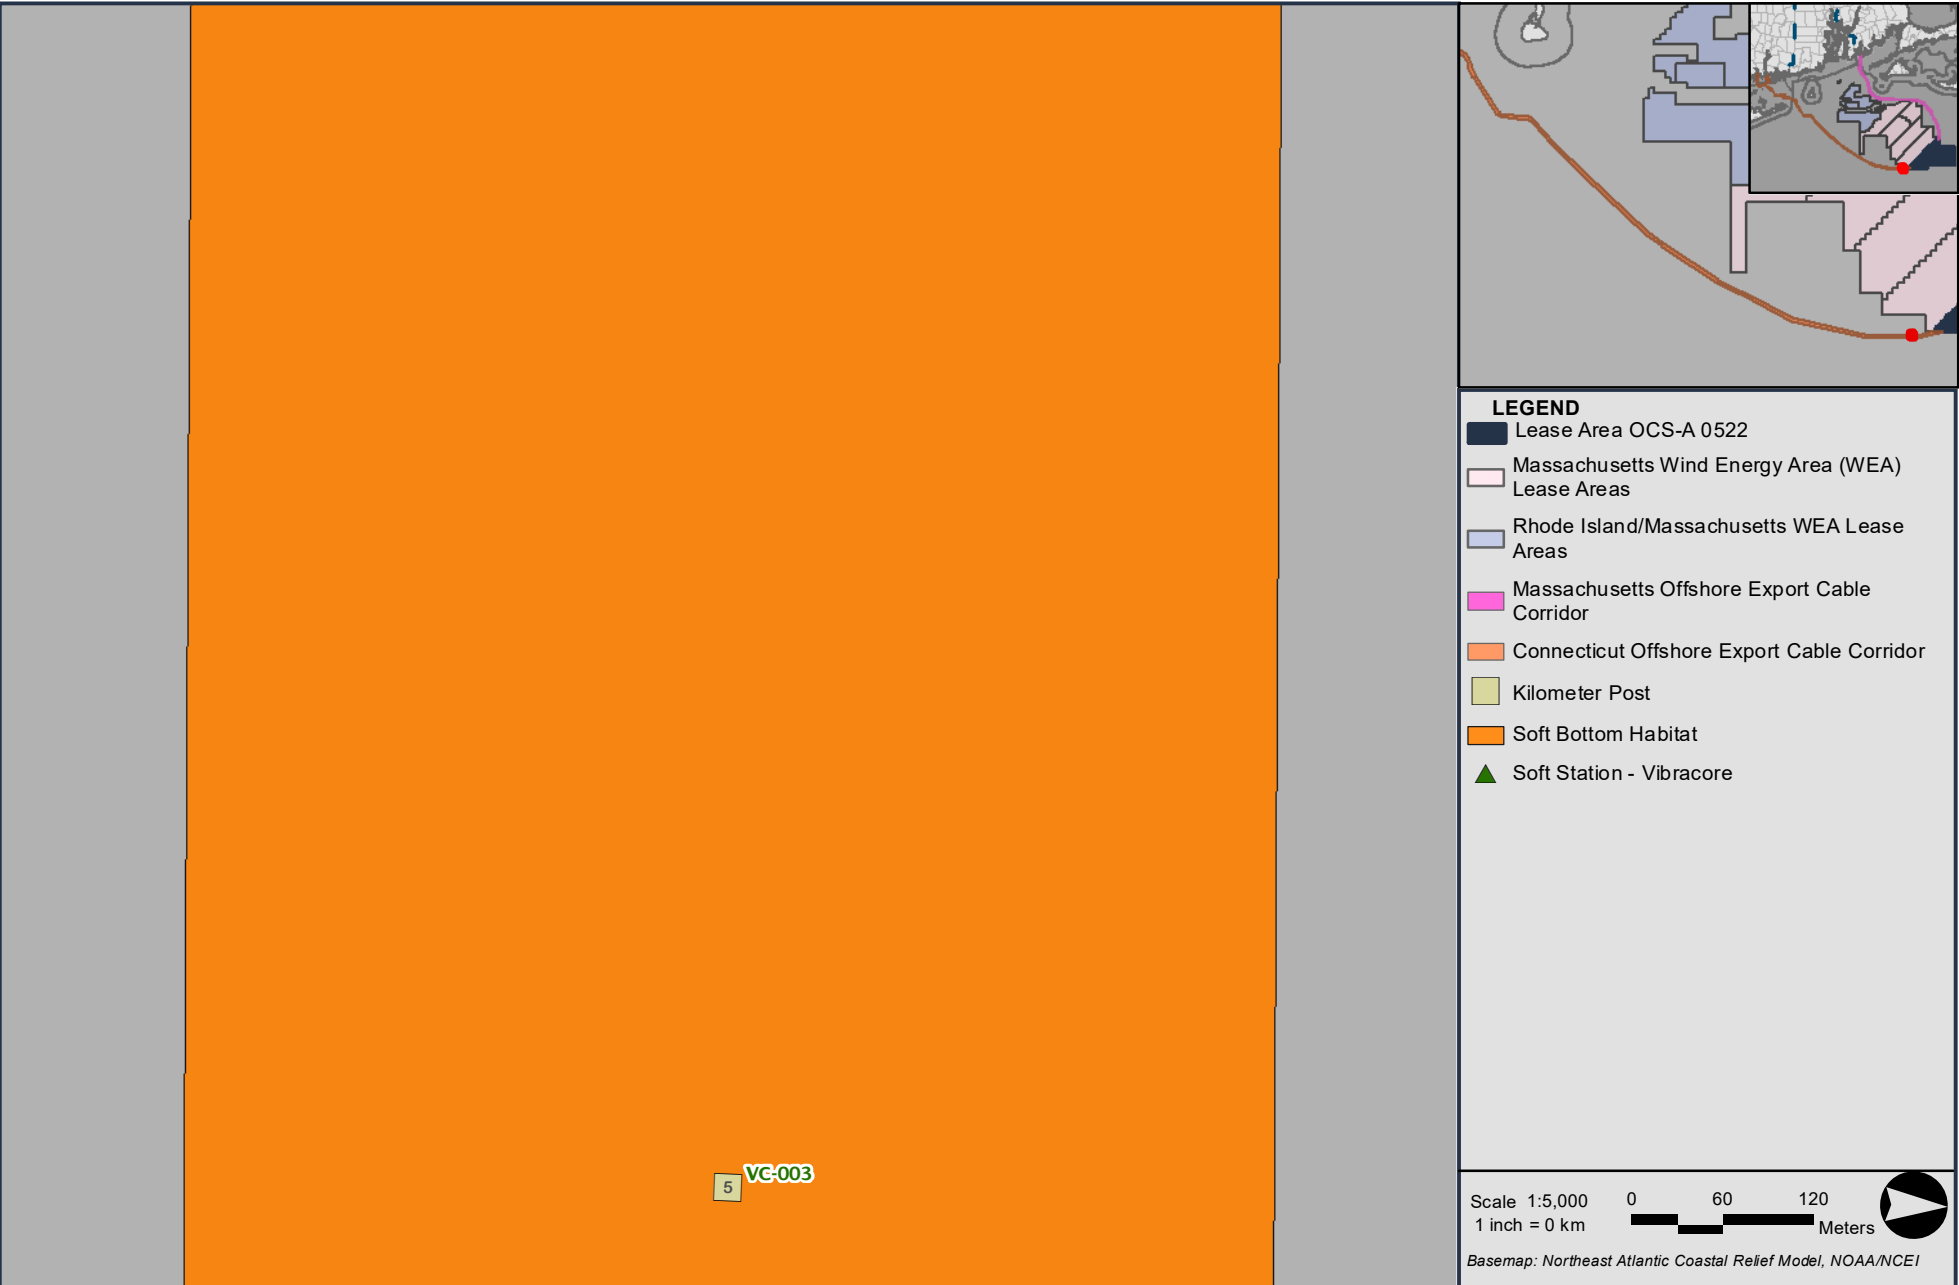 VC-003
5
LEGEND
Lease Area OCS-A 0522
Massachusetts Wind Energy Area (WEA)
Lease Areas
Rhode Island/Massachusetts WEA Lease
Areas
Massachusetts Offshore Export Cable
Corridor
Connecticut Offshore Export Cable Corridor
Kilometer Post
Soft Bottom Habitat
Soft Station - Vibracore
Scale 1:5,000
1 inch = 0 km
0 60 120
Meters
Basemap: Northeast Atlantic Coastal Relief Model, NOAA/NCEI